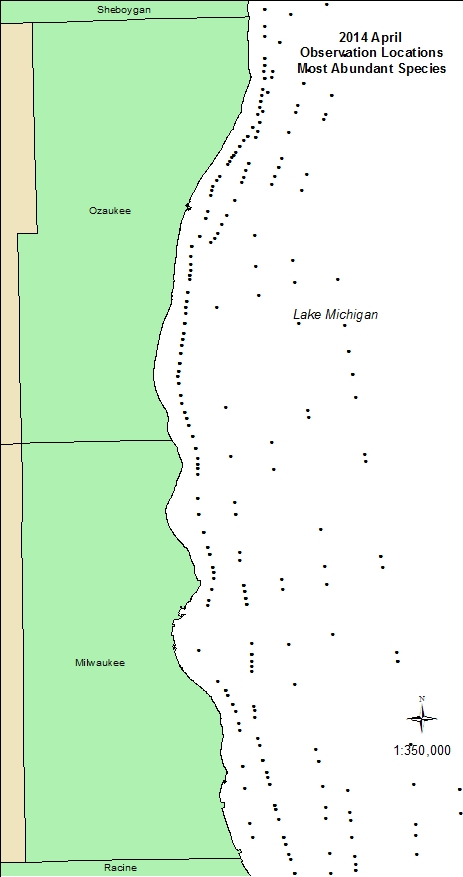 Sheboygan
2014 April
Observation Locations
Most Abundant Species
Ozaukee
Lake Michigan
Milwaukee
N
1:350,000
Racine